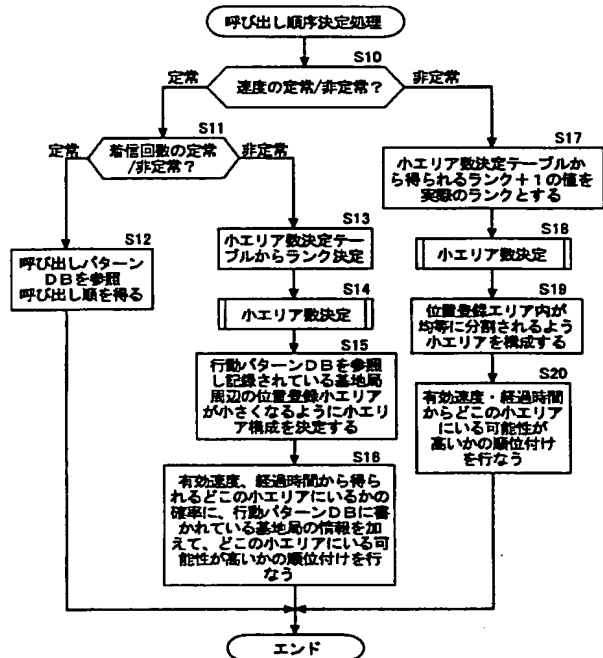 呼び出し順序決定処理
S10
定常
速度の定常/非定常？
非定常
S11
定常
着信回数の定常
/非定常？
非定常
S12
呼び出しパターン
DBを参照
呼び出し順を得る
S13
小エリア数決定テー
ブルからランク決定
S14
小エリア数決定
S15
行動パターンDBを参照
し記録されている基地局
周辺の位置登録小エリア
が小さくなるように小エ
リア構成を決定する
S16
有効速度、経過時間から得ら
れるどこの小エリアにいるかの
確率に、行動パターンDBに書
かれている基地局の情報を加
えて、どこの小エリアにいる可
能性が高いかの順位付けを行
なう
S17
小エリア数決定テーブルか
ら得られるランク＋1の値を
実際のランクとする
S18
小エリア数決定
S19
位置登録エリア内が
均等に分割されるよう
小エリアを構成する
S20
有効速度・経過時間
からどこの小エリア
にいる可能性が
高いかの順位付け
を行なう
エンド